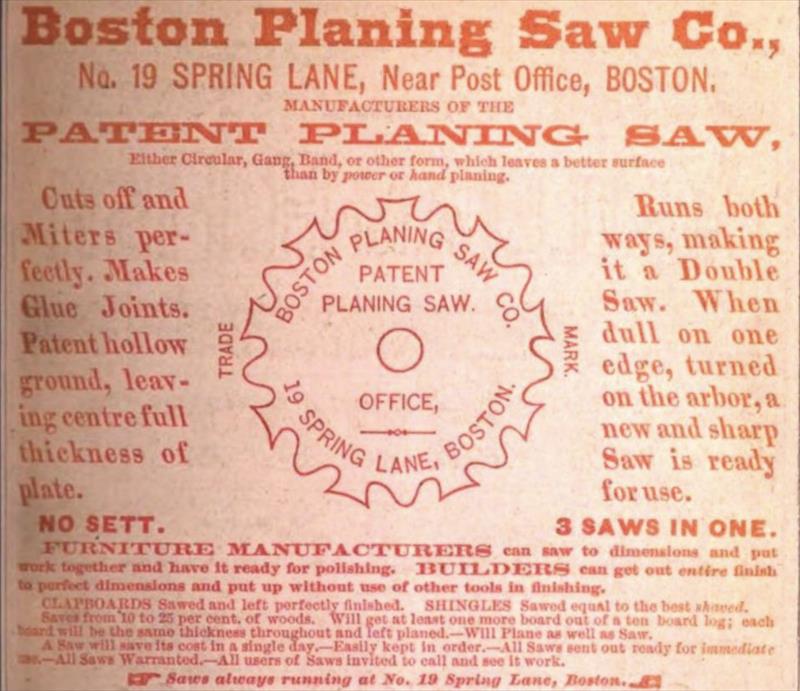 Boston Planing Saw Co.,
No. 19 SPRING LANE, Near Post Office, BOSTON.
MANUFACTURERS OF THE
PATENT PLANING SAW,
Either Circular, Gang, Band, or other form, which leaves a better surface
than by power or hand planing.
Cuts off and
Miters per-
fectly. Makes
Glue Joints.
Patent hollow
ground, leav-
ing centre full
thickness of
plate.
NO SETT.
TRADE
BOSTON PLANING SAW CO.
PATENT
PLANING SAW.
OFFICE,
19 SPRING LANE, BOSTON.
MARK.
Runs both
ways, making
it a Double
Saw. When
dull on one
edge, turned
on the arbor, a
new and sharp
Saw is ready
for use.
3 SAWS IN ONE.
FURNITURE MANUFACTURERS can saw to dimensions and put
work together and have it ready for polishing. BUILDERS can get out entire finish
to perfect dimensions and put up without use of other tools in finishing.
CLAPBOARDS Sawed and left perfectly finished. SHINGLES Sawed equal to the best shaved.
Saves from 10 to 25 per cent. of woods. Will get at least one more board out of a ten board log; each
board will be the same thickness throughout and left planed.—Will Plane as well as Saw.
A Saw will save its cost in a single day.—Easily kept in order.—All Saws sent out ready for immediate
use.—All Saws Warranted.—All users of Saws invited to call and see it work.
Saws always running at No. 19 Spring Lane, Boston.